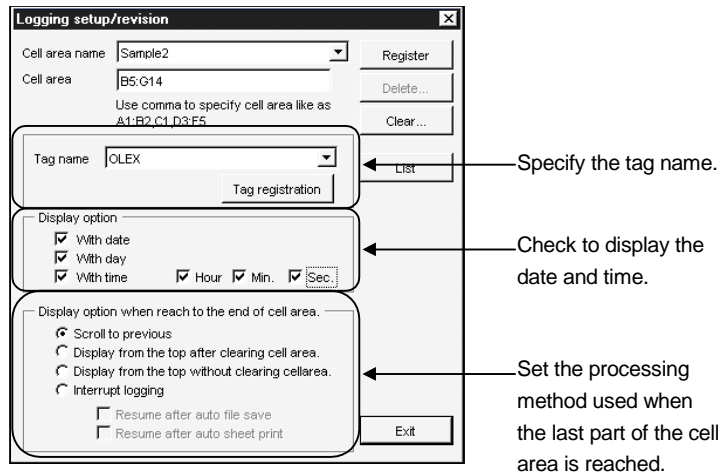 Logging setup/revision
Cell area name Sample2 Register
Cell area B5:G14 Delete...
Use comma to specify cell area like as
A1:B2,C1,D3:F5 Clear...
Tag name OLEX List
Tag registration
Specify the tag name.
Display option
With date
With day
With time Hour Min. Sec.
Check to display the
date and time.
Display option when reach to the end of cell area.
Scroll to previous
Display from the top after clearing cell area.
Display from the top without clearing cellarea.
Interrupt logging
Resume after auto file save
Resume after auto sheet print
Exit
Set the processing
method used when
the last part of the cell
area is reached.